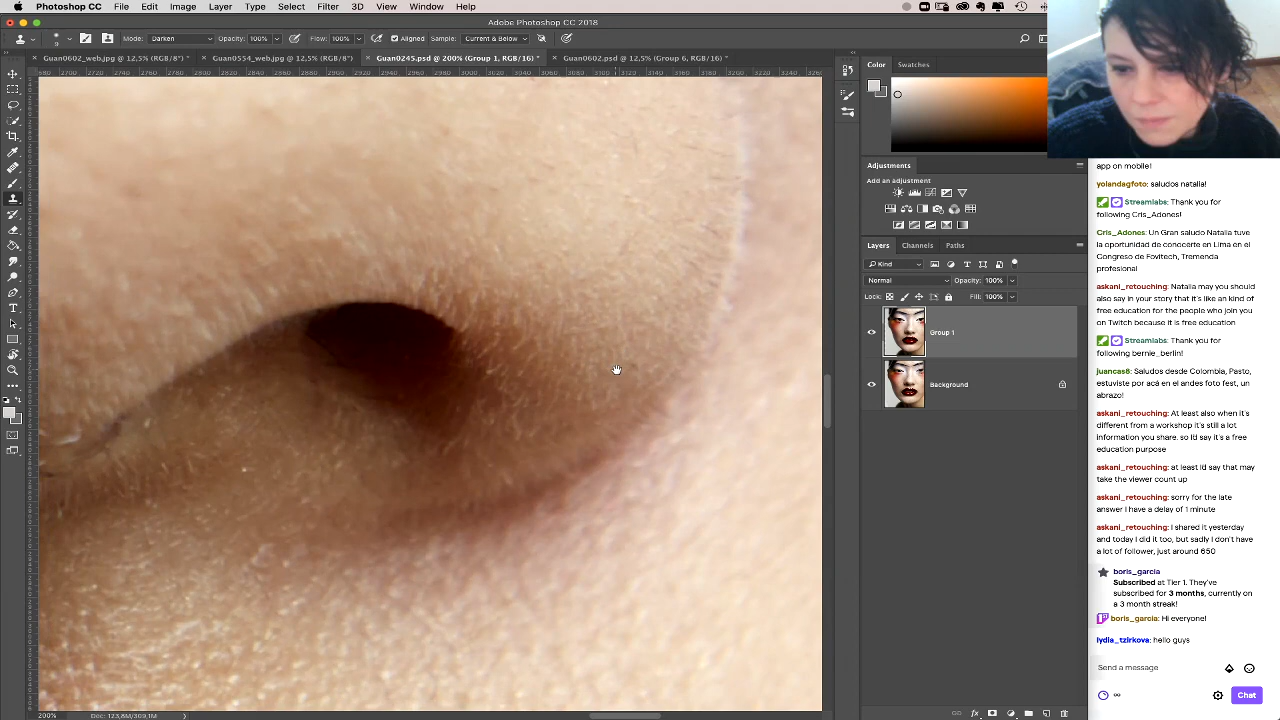 Photoshop CC File Edit Image Layer Type Select Filter 3D View Window Help
Adobe Photoshop CC 2018
Mode: Darken Opacity: 100% Flow: 100% Aligned Sample: Current & Below
Guan0602_web.jpg @ 12,5% (RGB/8*) * Guan0554_web.jpg @ 12,5% (RGB/8*) Guan0245.psd @ 200% (Group 1, RGB/16) * Guan0602.psd @ 12,5% (Group 6, RGB/16) *
Color Swatches
Adjustments
Add an adjustment
Layers Channels Paths
Kind
Normal Opacity: 100%
Lock: Fill: 100%
Group 1
Background
200% Doc: 123,8M/309,1M
app on mobile!
yolandagfoto: saludos natalia!
Streamlabs: Thank you for
following Cris_Adones!
Cris_Adones: Un Gran saludo Natalia tuve
la oportunidad de conocerte en Lima en el
Congreso de Fovitech, Tremenda
profesional
askani_retouching: Natalia may you should
also say in your story that it's like an kind of
free education for the people who join you
on Twitch because it is free education
Streamlabs: Thank you for
following bernie_berlin!
juancas8: Saludos desde Colombia, Pasto,
estuviste por acá en el andes foto fest, un
abrazo!
askani_retouching: At least also when it's
different from a workshop it's still a lot
information you share. so I'd say it's a free
education purpose
askani_retouching: at least I'd say that may
take the viewer count up
askani_retouching: sorry for the late
answer I have a delay of 1 minute
askani_retouching: I shared it yesterday
and today I did it too, but sadly I don't have
a lot of follower, just around 650
boris_garcia
Subscribed at Tier 1. They've
subscribed for 3 months, currently on
a 3 month streak!
boris_garcia: Hi everyone!
lydia_tzirkova: hello guys
Send a message
Chat